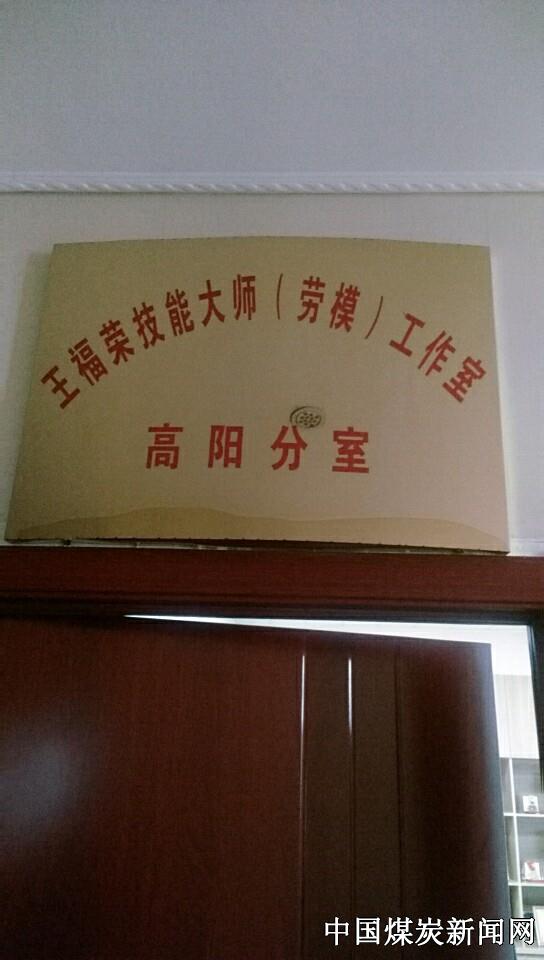 王福荣技能大师（劳模）工作室
高阳分室
中国煤炭新闻网